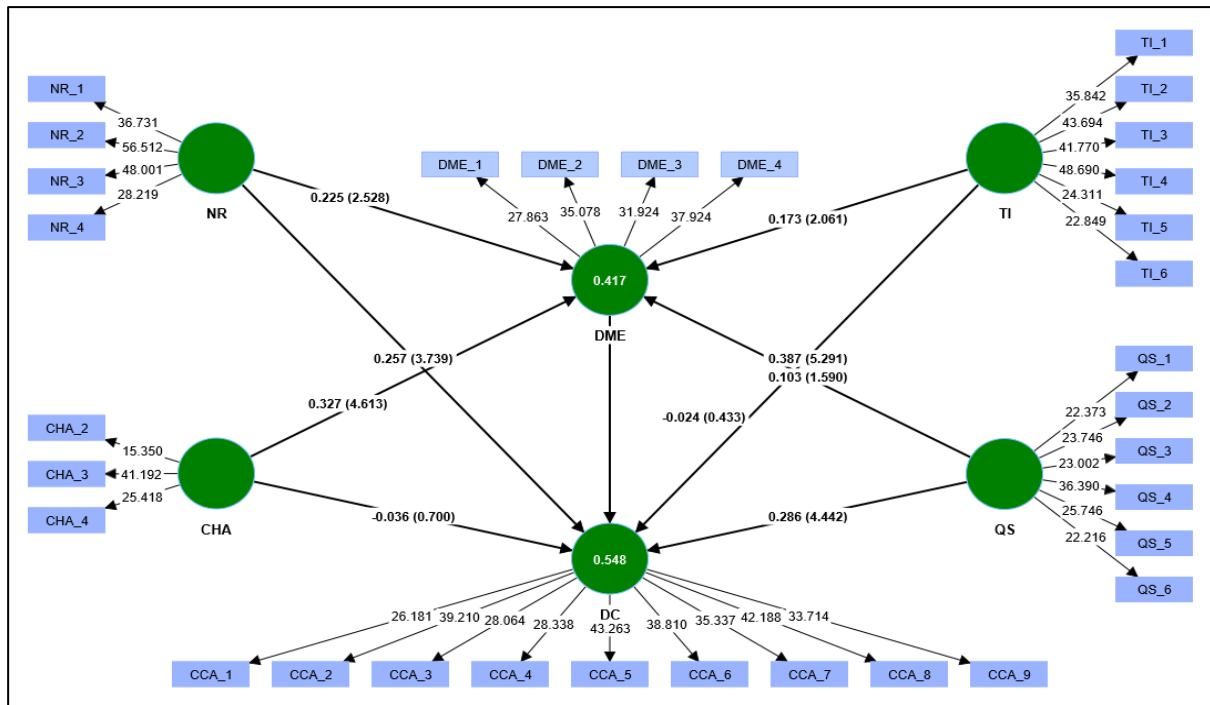 NR_1
NR_2
NR_3
NR_4
36.731
56.512
48.001
28.219
NR
DME_1
DME_2
DME_3
DME_4
27.863
35.078
31.924
37.924
0.417
DME
TI_1
TI_2
TI_3
TI_4
TI_5
TI_6
35.842
43.694
41.770
48.690
24.311
22.849
TI
0.225 (2.528)
0.173 (2.061)
0.257 (3.739)
0.387 (5.291)
0.103 (1.590)
0.327 (4.613)
-0.024 (0.433)
CHA_2
CHA_3
CHA_4
15.350
41.192
25.418
CHA
QS_1
QS_2
QS_3
QS_4
QS_5
QS_6
22.373
23.746
23.002
36.390
25.746
22.216
QS
-0.036 (0.700)
0.286 (4.442)
0.548
DC
26.181
39.210
28.064
28.338
43.263
38.810
35.337
42.188
33.714
CCA_1
CCA_2
CCA_3
CCA_4
CCA_5
CCA_6
CCA_7
CCA_8
CCA_9